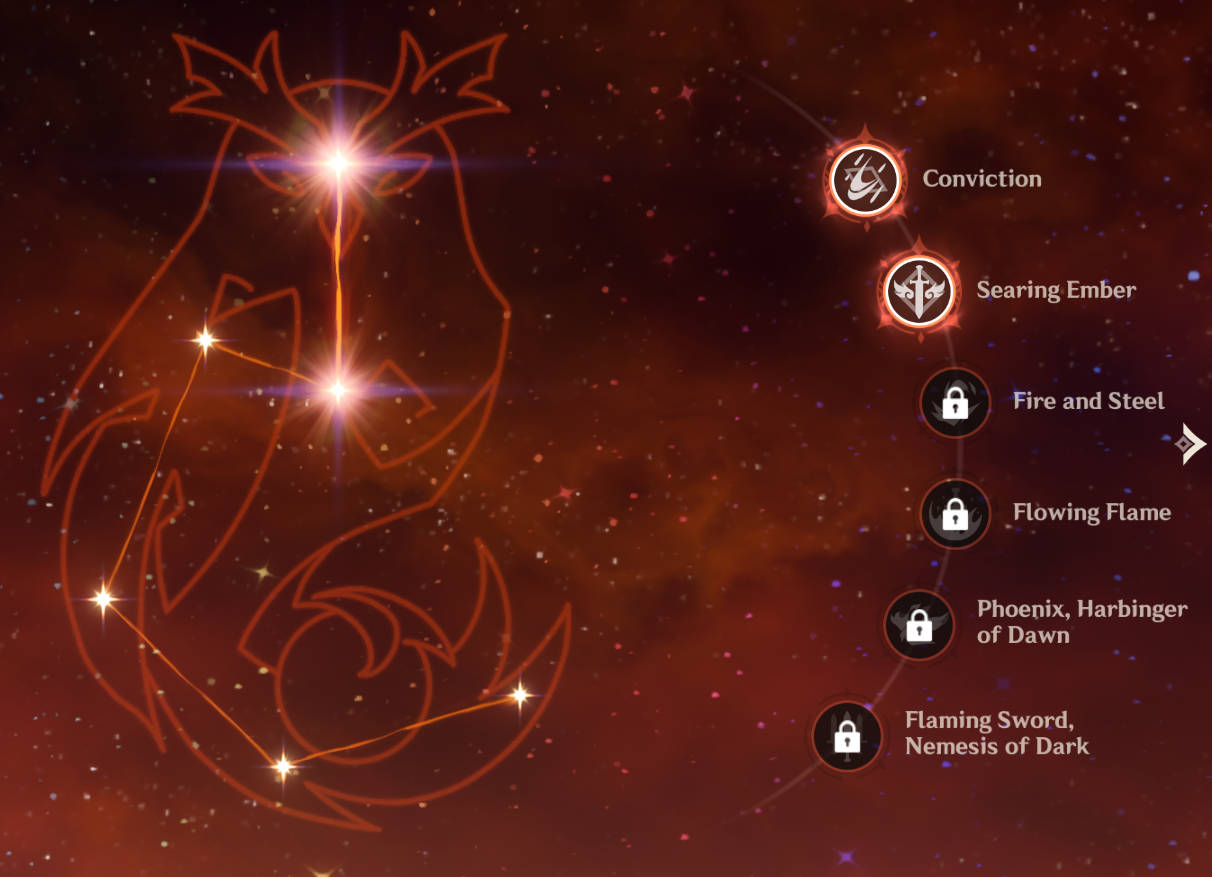 Conviction
Searing Ember
Fire and Steel
Flowing Flame
Phoenix, Harbinger
of Dawn
Flaming Sword,
Nemesis of Dark